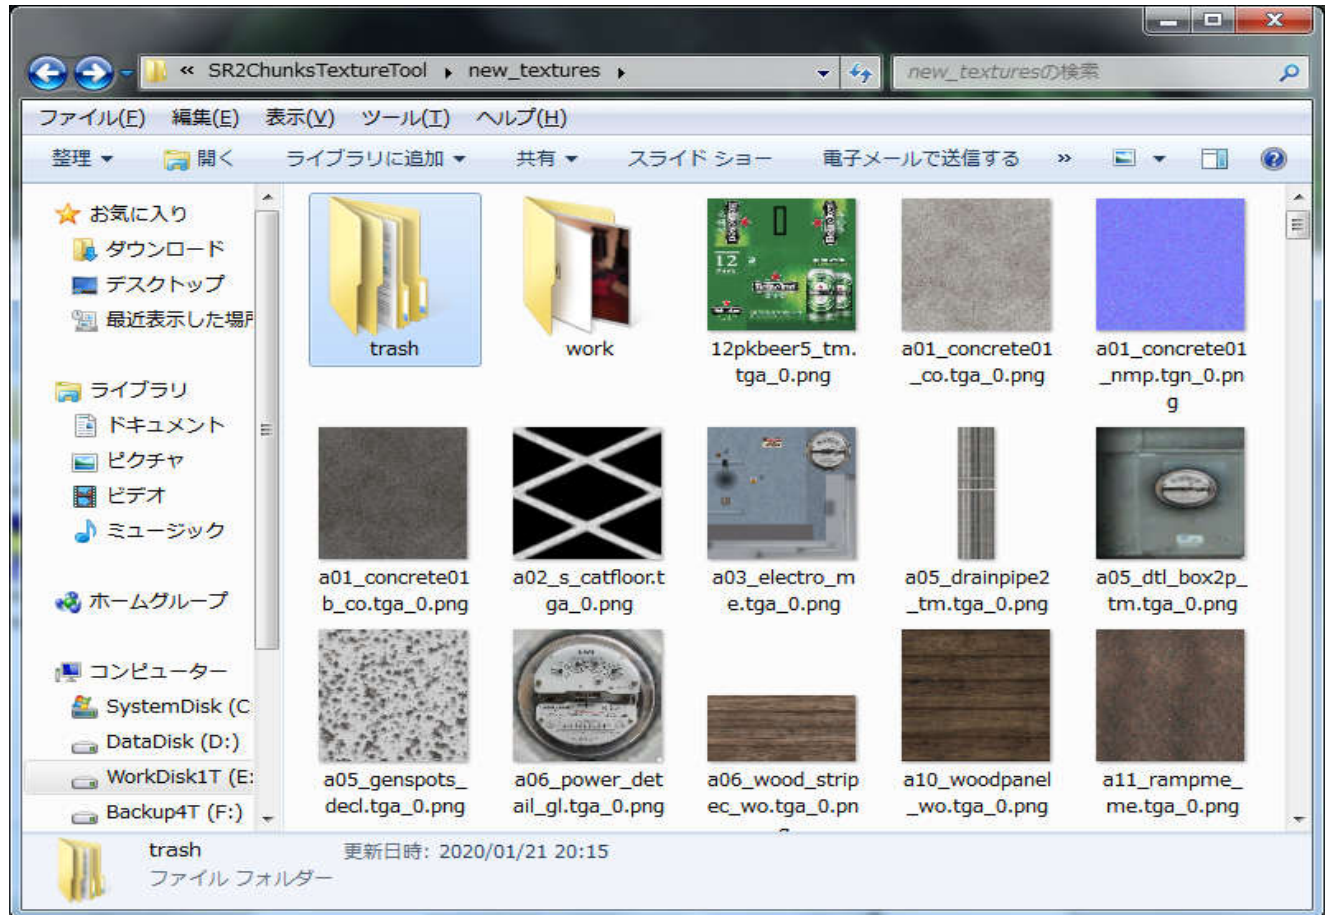 « SR2ChunksTextureTool ▸ new_textures ▸
new_texturesの検索
ファイル(F) 編集(E) 表示(V) ツール(T) ヘルプ(H)
整理 ▼ 開く ライブラリに追加 ▼ 共有 ▼ スライド ショー 電子メールで送信する »
お気に入り
ダウンロード
デスクトップ
最近表示した場所
ライブラリ
ドキュメント
ピクチャ
ビデオ
ミュージック
ホームグループ
コンピューター
SystemDisk (C
DataDisk (D:)
WorkDisk1T (E:
Backup4T (F:)
trash
work
12
Heineken
12pkbeer5_tm.
tga_0.png
a01_concrete01
_co.tga_0.png
a01_concrete01
_nmp.tgn_0.pn
g
a01_concrete01
b_co.tga_0.png
a02_s_catfloor.t
ga_0.png
a03_electro_m
e.tga_0.png
a05_drainpipe2
_tm.tga_0.png
a05_dtl_box2p_
tm.tga_0.png
a05_genspots_
decl.tga_0.png
a06_power_det
ail_gl.tga_0.png
a06_wood_strip
ec_wo.tga_0.pn
a10_woodpanel
_wo.tga_0.png
a11_rampme_
me.tga_0.png
trash
更新日時: 2020/01/21 20:15
ファイル フォルダー